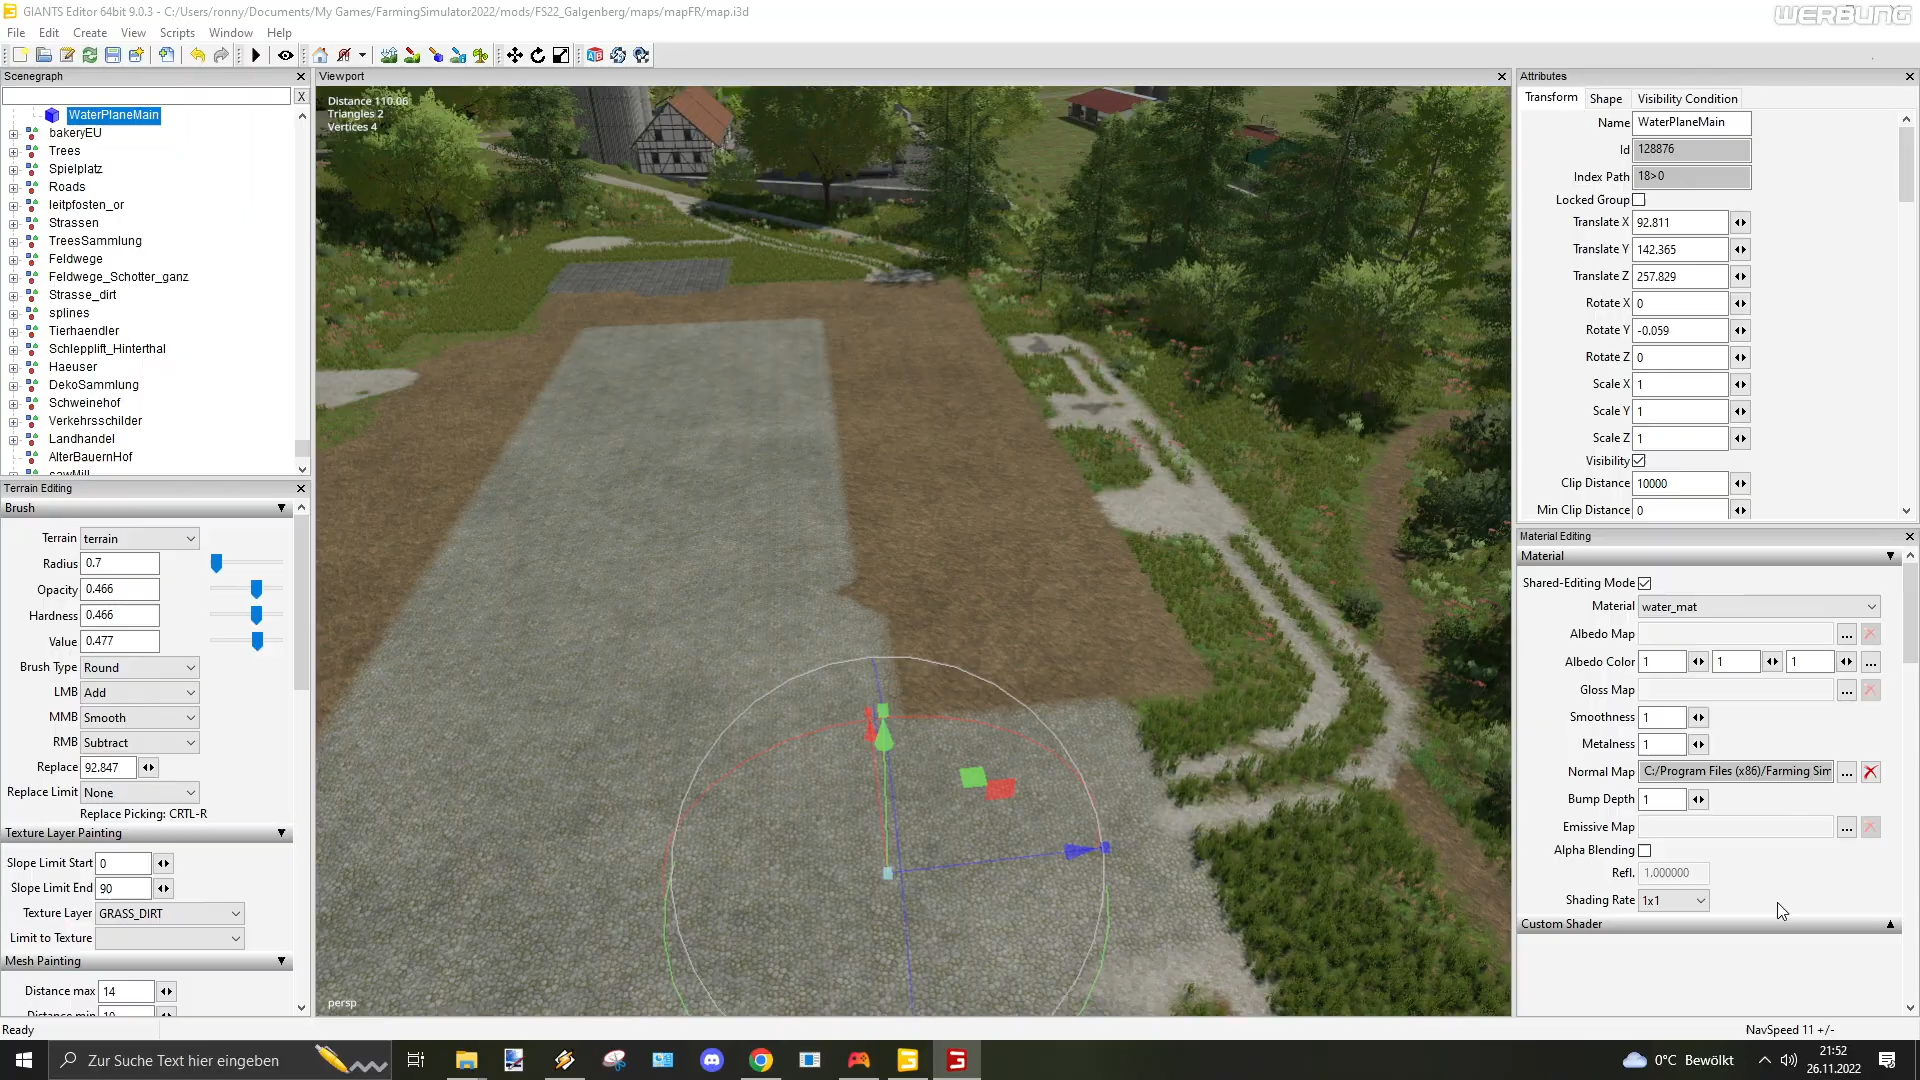 GIANTS Editor 64bit 9.0.3 - C:/Users/ronny/Documents/My Games/FarmingSimulator2022/mods/FS22_Galgenberg/maps/mapFR/map.i3d
WERBUNG
File Edit Create View Scripts Window Help
Scenegraph
X
WaterPlaneMain
bakeryEU
Trees
Spielplatz
Roads
leitpfosten_or
Strassen
TreesSammlung
Feldwege
Feldwege_Schotter_ganz
Strasse_dirt
splines
Tierhaendler
Schlepplift_Hinterthal
Haeuser
DekoSammlung
Schweinehof
Verkehrsschilder
Landhandel
AlterBauernHof
sawMill
Terrain Editing
Brush
Terrain terrain
Radius 0.7
Opacity 0.466
Hardness 0.466
Value 0.477
Brush Type Round
LMB Add
MMB Smooth
RMB Subtract
Replace 92.847
Replace Limit None
Replace Picking: CRTL-R
Texture Layer Painting
Slope Limit Start 0
Slope Limit End 90
Texture Layer GRASS_DIRT
Limit to Texture
Mesh Painting
Distance max 14
Distance min 10
Ready
Viewport
Distance 110.06
Triangles 2
Vertices 4
persp
Attributes
Transform Shape Visibility Condition
Name WaterPlaneMain
Id 128876
Index Path 18>0
Locked Group
Translate X 92.811
Translate Y 142.365
Translate Z 257.829
Rotate X 0
Rotate Y -0.059
Rotate Z 0
Scale X 1
Scale Y 1
Scale Z 1
Visibility
Clip Distance 10000
Min Clip Distance 0
Material Editing
Material
Shared-Editing Mode
Material water_mat
Albedo Map ...
Albedo Color 1 1 1 ...
Gloss Map ...
Smoothness 1
Metalness 1
Normal Map C:/Program Files (x86)/Farming Sim ...
Bump Depth 1
Emissive Map ...
Alpha Blending
Refl. 1.000000
Shading Rate 1x1
Custom Shader
NavSpeed 11 +/-
Zur Suche Text hier eingeben
0°C Bewölkt
21:52
26.11.2022